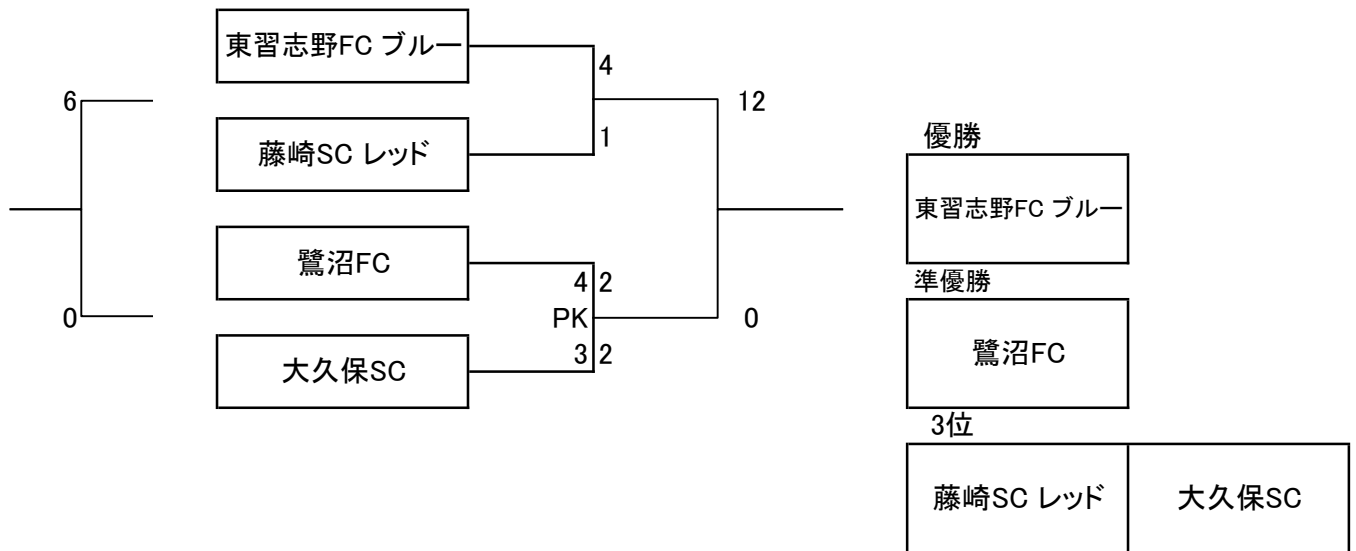 東習志野FC ブルー
4
6
12
藤崎SC レッド
1
優勝
東習志野FC ブルー
鷺沼FC
4 2
準優勝
0
PK
0
鷺沼FC
大久保SC
3 2
3位
藤崎SC レッド
大久保SC